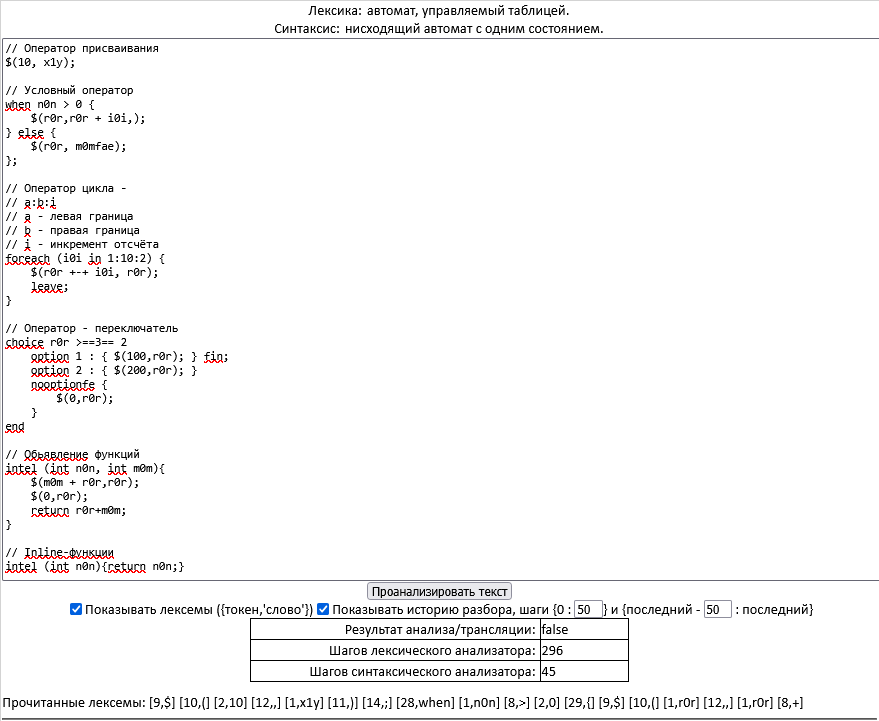 Лексика: автомат, управляемый таблицей.
Синтаксис: нисходящий автомат с одним состоянием.
// Оператор присваивания
$(10, x1y);
// Условный оператор
when n0n > 0 {
$(r0r,r0r + i0i,);
} else {
$(r0r, m0mfae);
};
// Оператор цикла -
// a:b:i
// a - левая граница
// b - правая граница
// i - инкремент отсчёта
foreach (i0i in 1:10:2) {
$(r0r +-+ i0i, r0r);
leave;
}
// Оператор - переключатель
choice r0r >==3== 2
option 1 : { $(100,r0r); } fin;
option 2 : { $(200,r0r); }
nooptionfe {
$(0,r0r);
}
end
// Обьявление функций
intel (int n0n, int m0m){
$(m0m + r0r,r0r);
$(0,r0r);
return r0r+m0m;
}
// Inline-функции
intel (int n0n){return n0n;}
Проанализировать текст
Показывать лексемы ({токен,'слово'}) Показывать историю разбора, шаги {0 : 50 } и {последний - 50 : последний}
Результат анализа/трансляции: false
Шагов лексического анализатора: 296
Шагов синтаксического анализатора: 45
Прочитанные лексемы: [9,$] [10,(] [2,10] [12,,] [1,x1y] [11,)] [14,;] [28,when] [1,n0n] [8,>] [2,0] [29,{] [9,$] [10,(] [1,r0r] [12,,] [1,r0r] [8,+]